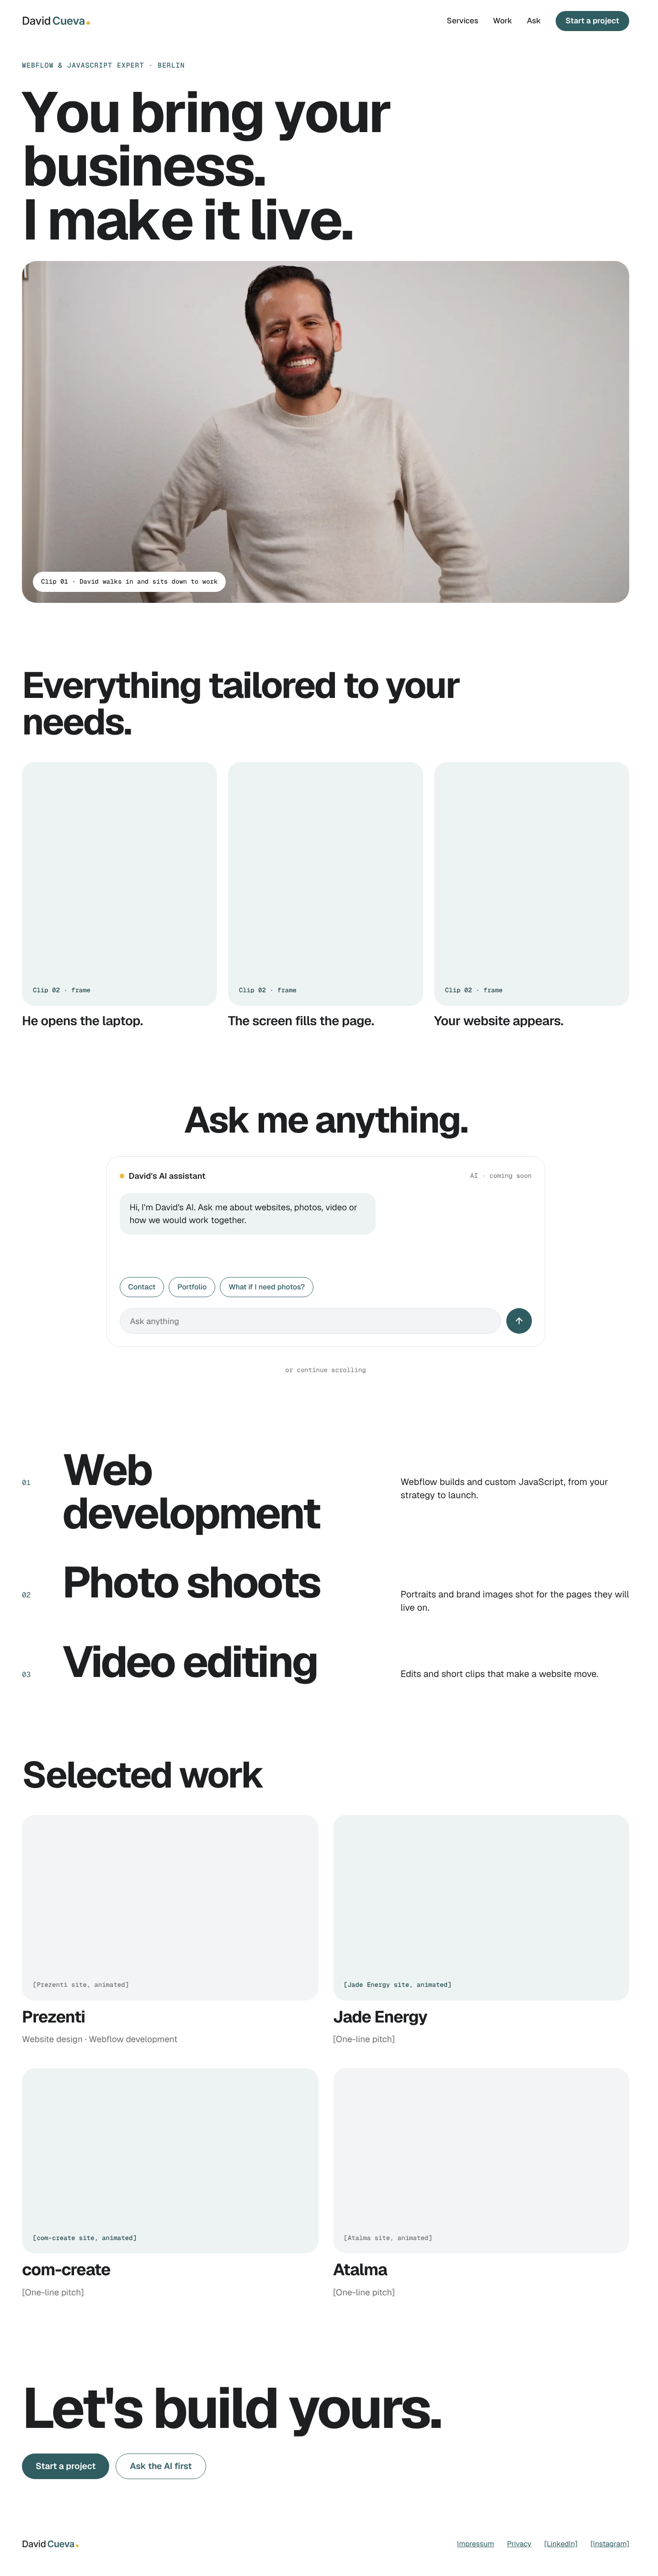 David Cueva.
Services
Work
Ask
Start a project
WEBFLOW & JAVASCRIPT EXPERT · BERLIN
You bring your
business.
I make it live.
Clip 01 · David walks in and sits down to work
Everything tailored to your
needs.
Clip 02 · frame
Clip 02 · frame
Clip 02 · frame
He opens the laptop.
The screen fills the page.
Your website appears.
Ask me anything.
David's AI assistant
AI · coming soon
Hi, I'm David's AI. Ask me about websites, photos, video or
how we would work together.
Contact
Portfolio
What if I need photos?
Ask anything
or continue scrolling
01
Web
development
Webflow builds and custom JavaScript, from your
strategy to launch.
02
Photo shoots
Portraits and brand images shot for the pages they will
live on.
03
Video editing
Edits and short clips that make a website move.
Selected work
[Prezenti site, animated]
[Jade Energy site, animated]
Prezenti
Website design · Webflow development
Jade Energy
[One-line pitch]
[com-create site, animated]
[Atalma site, animated]
com-create
[One-line pitch]
Atalma
[One-line pitch]
Let's build yours.
Start a project
Ask the AI first
David Cueva.
Impressum
Privacy
[LinkedIn]
[Instagram]